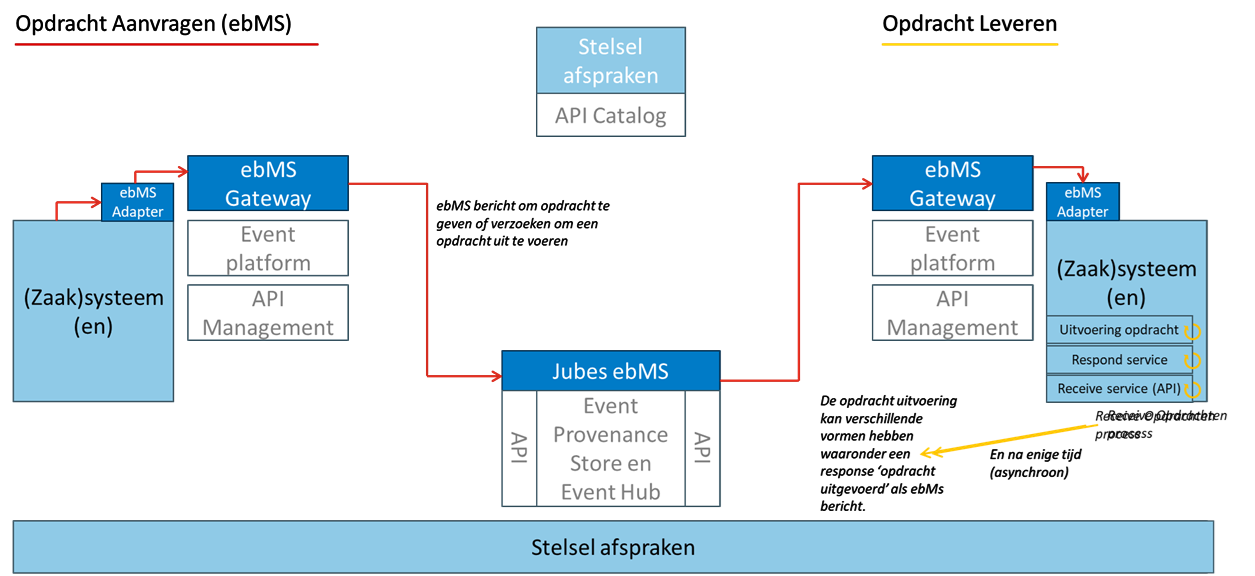 Opdracht Aanvragen (ebMS)
Opdracht Leveren
Stelsel
afspraken
API Catalog
ebMS
Adapter
(Zaak)systeem
(en)
ebMS
Gateway
Event
platform
API
Management
ebMS bericht om opdracht te
geven of verzoeken om een
opdracht uit te voeren
Jubes ebMS
API
Event
Provenance
Store en
Event Hub
API
ebMS
Gateway
Event
platform
API
Management
ebMS
Adapter
(Zaak)systeem
(en)
Uitvoering opdracht
Respond service
Receive service (API)
Receive Opdrachten
process
Receive Opdrachten
process
De opdracht uitvoering
kan verschillende
vormen hebben
waaronder een
response ‘opdracht
uitgevoerd’ als ebMs
bericht.
En na enige tijd
(asynchroon)
Stelsel afspraken